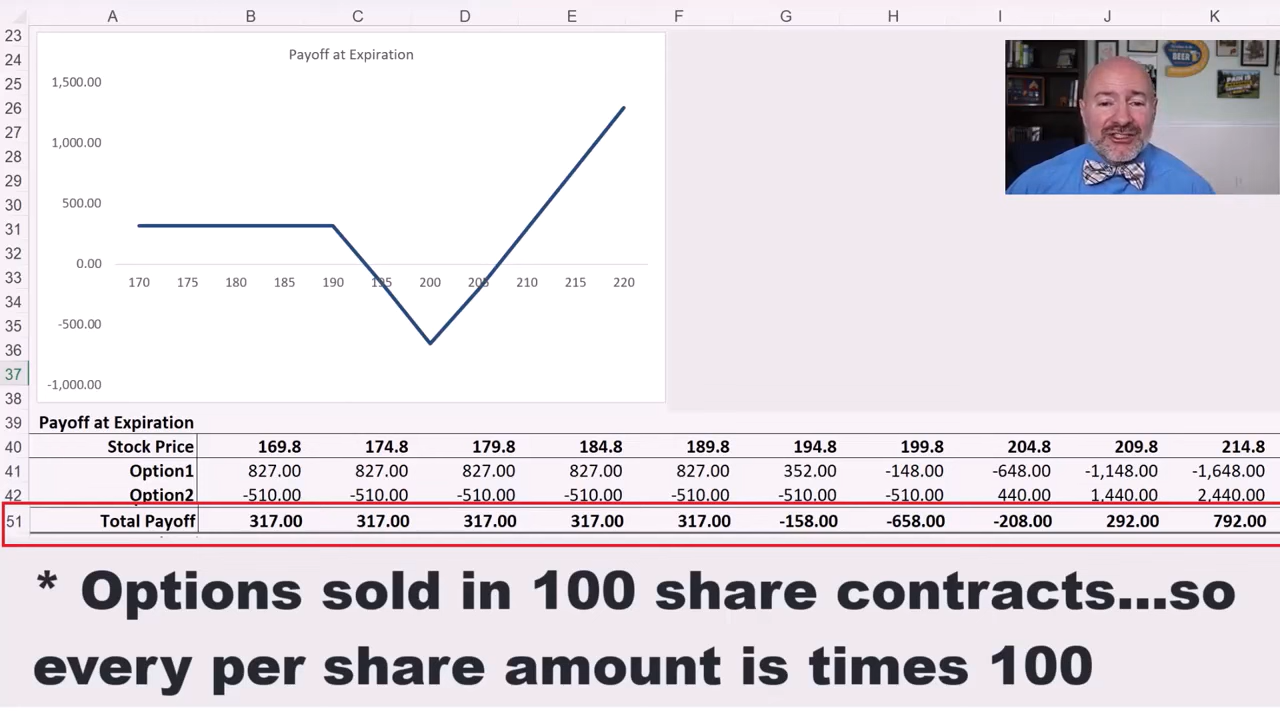 A B C D E F G H I J K
23
24
25
26
27
28
29
30
31
32
33
34
35
36
37
38
Payoff at Expiration
1,500.00
1,000.00
500.00
0.00
-500.00
-1,000.00
170 175 180 185 190 195 200 205 210 215 220
BEER
PAIN IS
39 Payoff at Expiration
40 Stock Price 169.8 174.8 179.8 184.8 189.8 194.8 199.8 204.8 209.8 214.8
41 Option1 827.00 827.00 827.00 827.00 827.00 352.00 -148.00 -648.00 -1,148.00 -1,648.00
42 Option2 -510.00 -510.00 -510.00 -510.00 -510.00 -510.00 -510.00 440.00 1,440.00 2,440.00
51 Total Payoff 317.00 317.00 317.00 317.00 317.00 -158.00 -658.00 -208.00 292.00 792.00
* Options sold in 100 share contracts...so
every per share amount is times 100